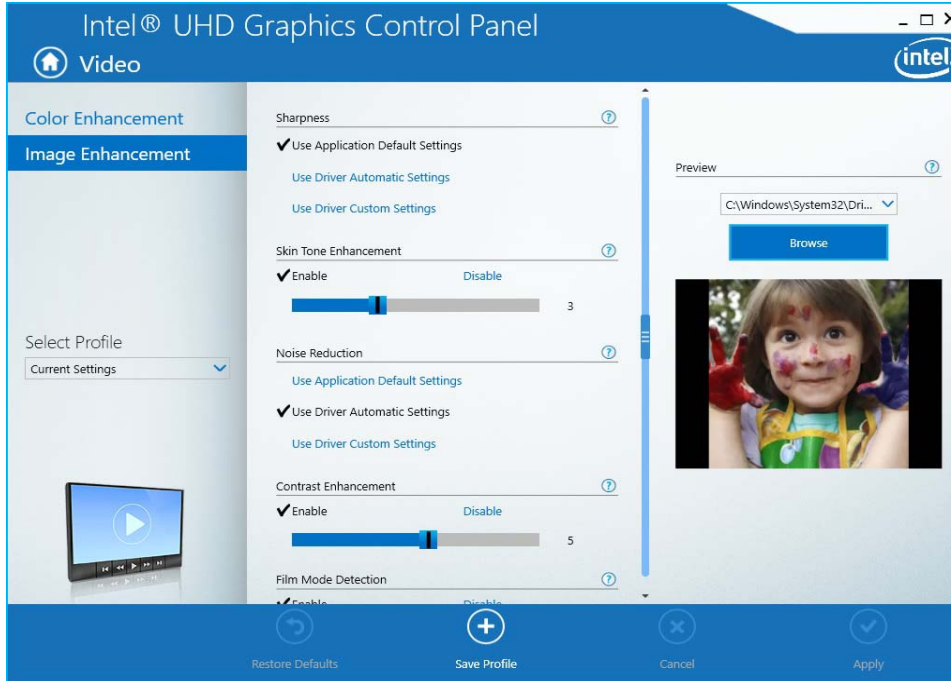 Intel® UHD Graphics Control Panel
Video
intel
Color Enhancement
Image Enhancement
Select Profile
Current Settings
Sharpness
Use Application Default Settings
Use Driver Automatic Settings
Use Driver Custom Settings
Skin Tone Enhancement
Enable Disable
3
Noise Reduction
Use Application Default Settings
Use Driver Automatic Settings
Use Driver Custom Settings
Contrast Enhancement
Enable Disable
5
Film Mode Detection
Enable Disable
Preview
C:\Windows\System32\Dri...
Browse
Restore Defaults
Save Profile
Cancel
Apply